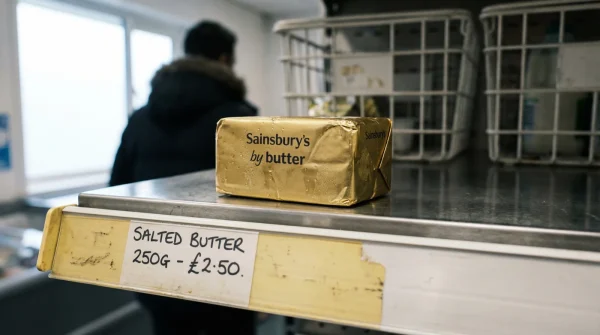 Sainsbury's
by butter
Sainsbury's
SALTED BUTTER
250G - £2.50.